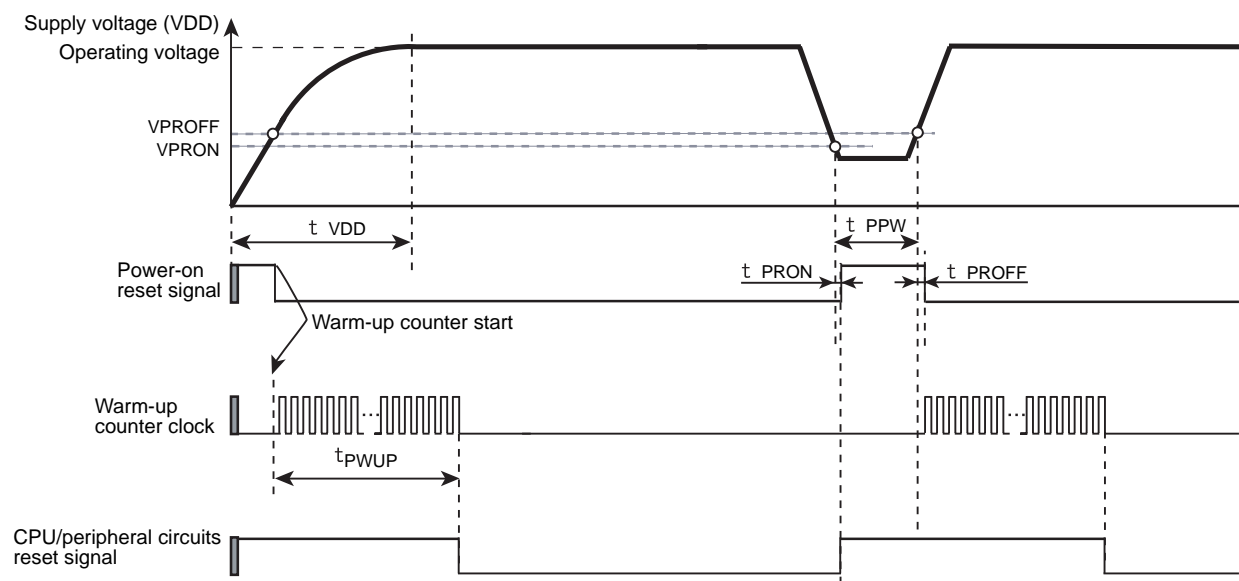 Supply voltage (VDD)
Operating voltage
VPROFF
VPRON
t VDD
t PPW
Power-on
reset signal
t PRON
t PROFF
Warm-up counter start
Warm-up
counter clock
...
...
tPWUP
CPU/peripheral circuits
reset signal